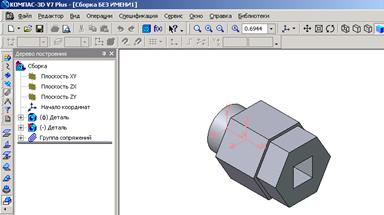 КОМПАС-3D V7 Plus - [Сборка БЕЗ ИМЕНИ1]
Файл Редактор Вид Операции Спецификация Сервис Окно Справка Библиотеки
0.6944
Дерево построения
Сборка
Плоскость XY
Плоскость ZX
Плоскость ZY
Начало координат
(ф) Деталь
(-) Деталь
Группа сопряжений